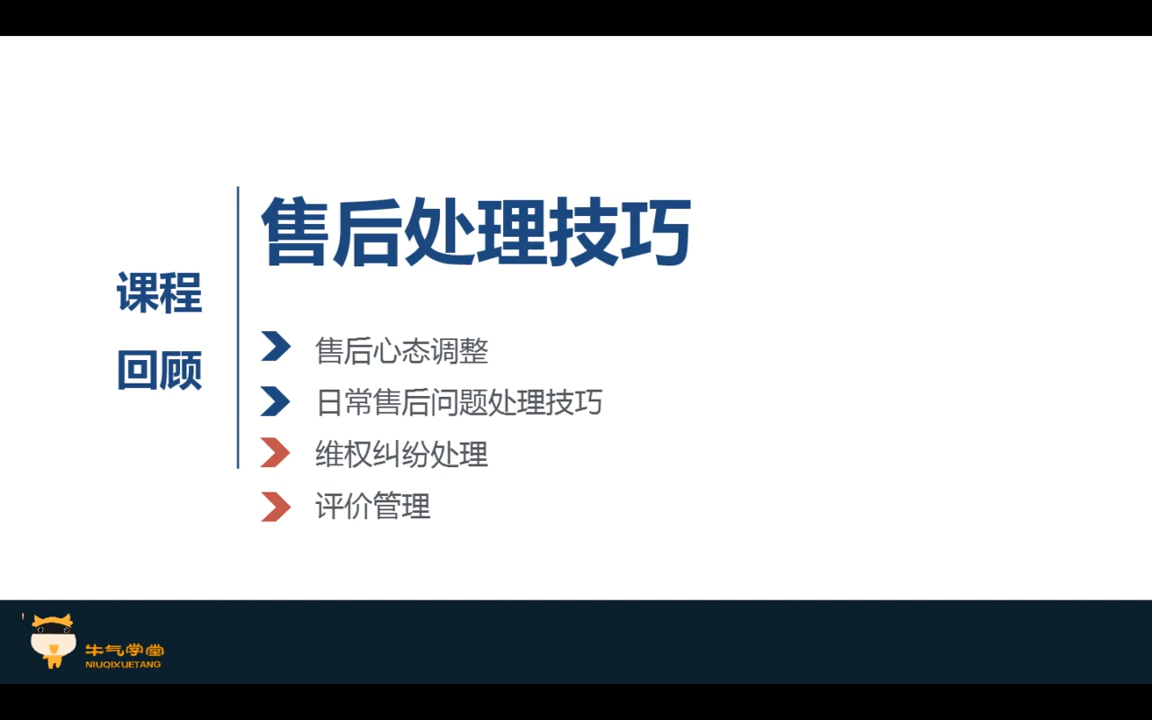 课程
回顾
售后处理技巧
售后心态调整
日常售后问题处理技巧
维权纠纷处理
评价管理
牛气学堂
NIUQIXUETANG